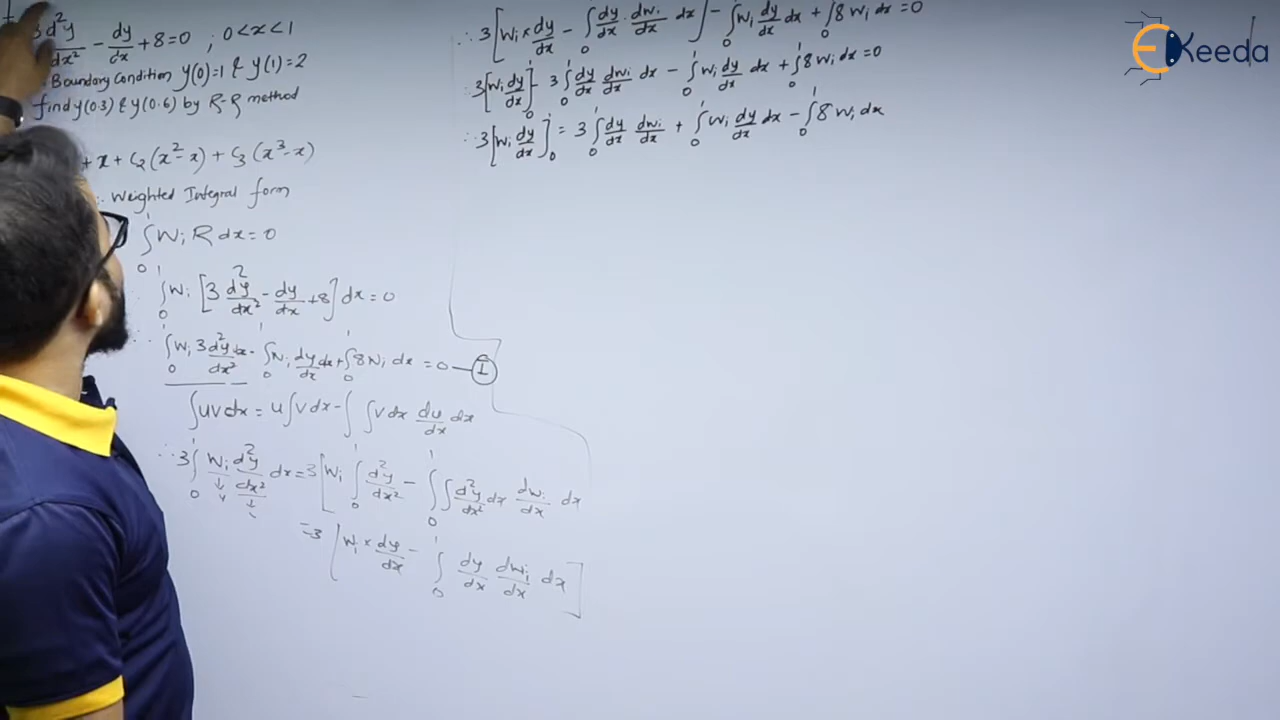 3 d²y/dx² - dy/dx + 8 = 0 ; 0 < x < 1
Boundary Condition y(0)=1 & y(1)=2
find y(0.3) & y(0.6) by R-R method
+ x + C₂(x²-x) + C₃(x³-x)
∴ Weighted Integral form
∫₀¹ Wi R dx = 0
∫₀¹ Wi [3 d²y/dx² - dy/dx + 8] dx = 0
∫₀¹ Wi 3 d²y/dx² dx - ∫₀¹ Wi dy/dx dx + ∫₀¹ 8 Wi dx = 0 — I
∫uv dx = u∫v dx - ∫∫v dx du/dx dx
∴ 3 ∫₀¹ Wi d²y/dx² dx = 3 [Wi ∫₀¹ d²y/dx² - ∫₀¹ ∫ d²y/dx² dx dwi/dx dx
= 3 [Wi × dy/dx - ∫₀¹ dy/dx dwi/dx dx]
∴ 3 [Wi × dy/dx - ∫₀ dy/dx · dwi/dx dx] - ∫₀ Wi dy/dx dx + ∫₀ 8 Wi dx = 0
∴ 3 [Wi dy/dx]₀¹ - 3 ∫₀¹ dy/dx dwi/dx dx - ∫₀¹ Wi dy/dx dx + ∫₀¹ 8 Wi dx = 0
∴ 3 [Wi dy/dx]₀¹ = 3 ∫₀¹ dy/dx dwi/dx + ∫₀¹ Wi dy/dx dx - ∫₀¹ 8 Wi dx
EKeeda